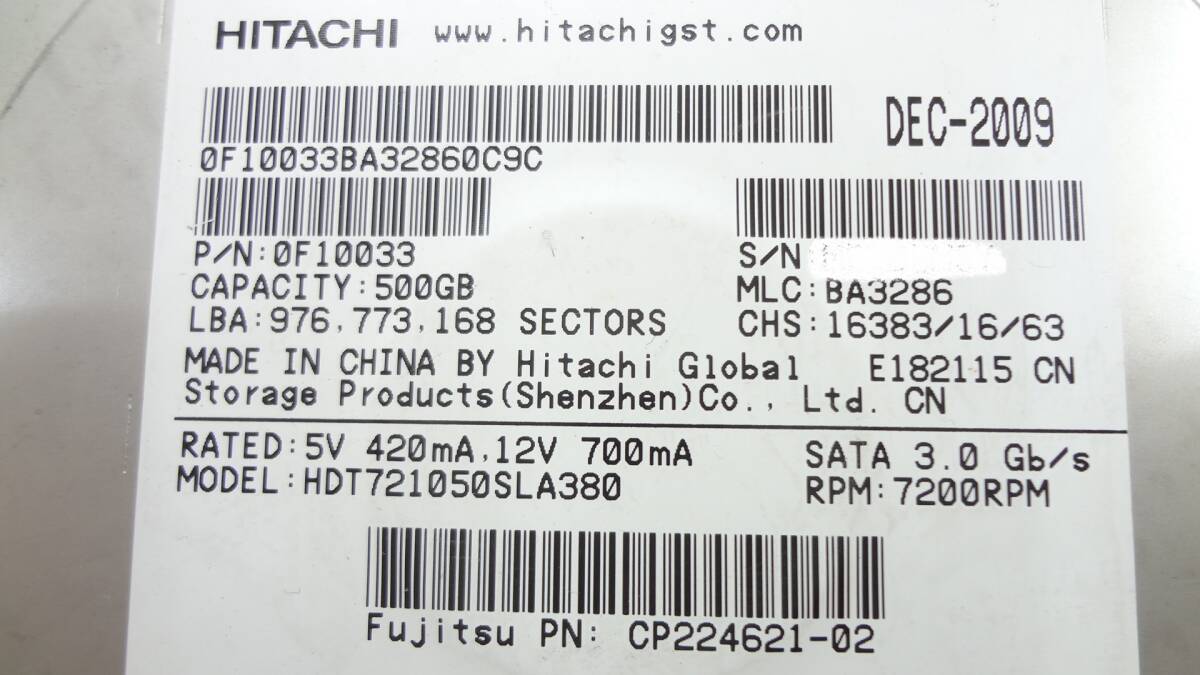 HITACHI www.hitachigst.com
DEC-2009
0F10033BA32860C9C
P/N:0F10033
S/N
CAPACITY:500GB
MLC:BA3286
LBA:976,773,168 SECTORS
CHS:16383/16/63
MADE IN CHINA BY Hitachi Global E182115 CN
Storage Products(Shenzhen)Co., Ltd. CN
RATED:5V 420mA,12V 700mA
SATA 3.0 Gb/s
MODEL:HDT721050SLA380
RPM:7200RPM
Fujitsu PN: CP224621-02